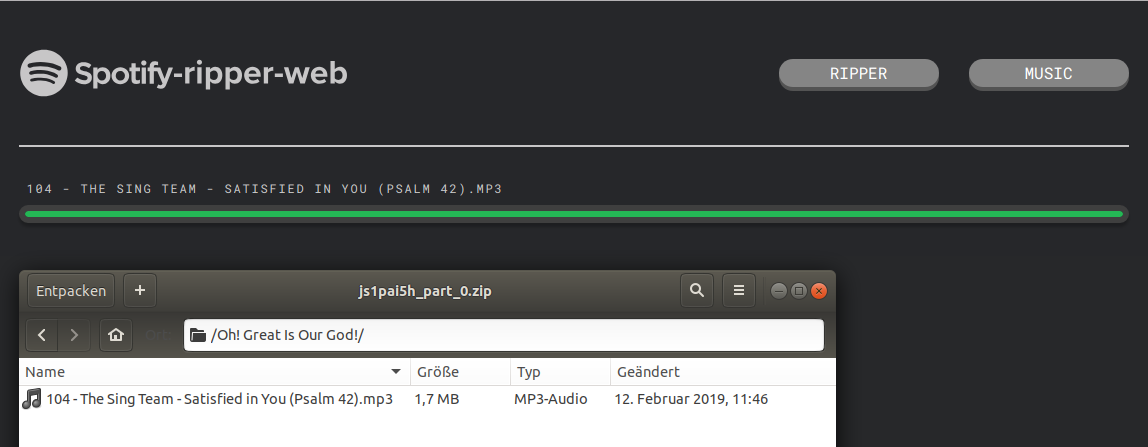 Spotify-ripper-web
RIPPER
MUSIC
104 - THE SING TEAM - SATISFIED IN YOU (PSALM 42).MP3
Entpacken
+
js1pai5h_part_0.zip
/Oh! Great Is Our God!/
Name
Größe
Typ
Geändert
104 - The Sing Team - Satisfied in You (Psalm 42).mp3
1,7 MB
MP3-Audio
12. Februar 2019, 11:46